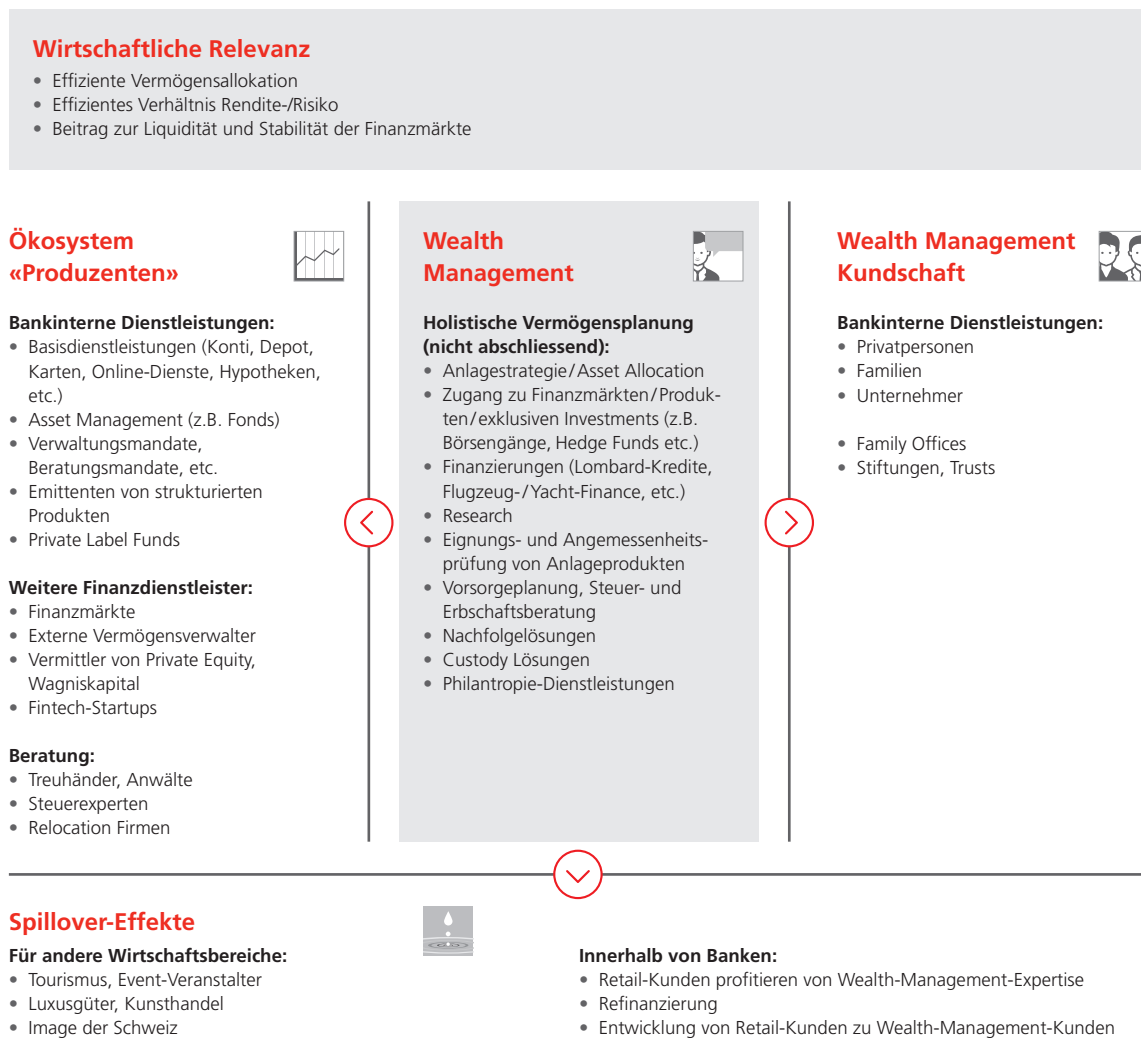 Wirtschaftliche Relevanz
• Effiziente Vermögensallokation
• Effizientes Verhältnis Rendite-/Risiko
• Beitrag zur Liquidität und Stabilität der Finanzmärkte
Ökosystem
«Produzenten»
Bankinterne Dienstleistungen:
• Basisdienstleistungen (Konti, Depot,
Karten, Online-Dienste, Hypotheken,
etc.)
• Asset Management (z.B. Fonds)
• Verwaltungsmandate,
Beratungsmandate, etc.
• Emittenten von strukturierten
Produkten
• Private Label Funds
Weitere Finanzdienstleister:
• Finanzmärkte
• Externe Vermögensverwalter
• Vermittler von Private Equity,
Wagniskapital
• Fintech-Startups
Beratung:
• Treuhänder, Anwälte
• Steuerexperten
• Relocation Firmen
Wealth
Management
Holistische Vermögensplanung
(nicht abschliessend):
• Anlagestrategie/Asset Allocation
• Zugang zu Finanzmärkten/Produk-
ten/exklusiven Investments (z.B.
Börsengänge, Hedge Funds etc.)
• Finanzierungen (Lombard-Kredite,
Flugzeug-/Yacht-Finance, etc.)
• Research
• Eignungs- und Angemessenheits-
prüfung von Anlageprodukten
• Vorsorgeplanung, Steuer- und
Erbschaftsberatung
• Nachfolgelösungen
• Custody Lösungen
• Philantropie-Dienstleistungen
Wealth Management
Kundschaft
Bankinterne Dienstleistungen:
• Privatpersonen
• Familien
• Unternehmer
• Family Offices
• Stiftungen, Trusts
Spillover-Effekte
Für andere Wirtschaftsbereiche:
• Tourismus, Event-Veranstalter
• Luxusgüter, Kunsthandel
• Image der Schweiz
Innerhalb von Banken:
• Retail-Kunden profitieren von Wealth-Management-Expertise
• Refinanzierung
• Entwicklung von Retail-Kunden zu Wealth-Management-Kunden